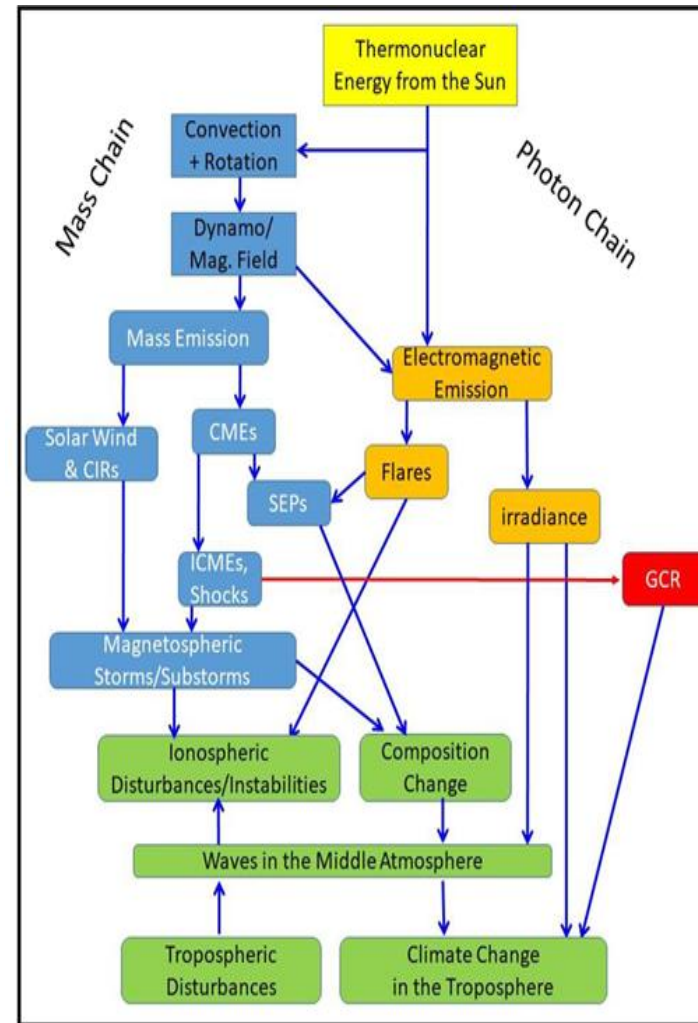 Thermonuclear
Energy from the Sun
Mass Chain
Convection
+ Rotation
Photon Chain
Dynamo/
Mag. Field
Mass Emission
Electromagnetic
Emission
Solar Wind
& CIRs
CMEs
Flares
SEPs
irradiance
ICMEs,
Shocks
GCR
Magnetospheric
Storms/Substorms
Ionospheric
Disturbances/Instabilities
Composition
Change
Waves in the Middle Atmosphere
Tropospheric
Disturbances
Climate Change
in the Troposphere